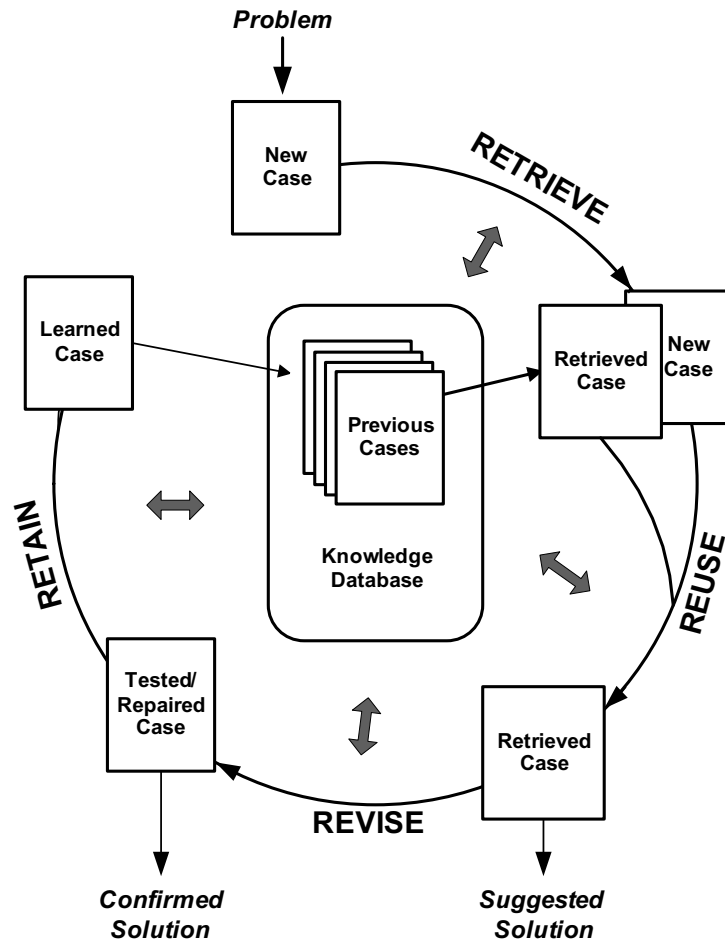 Problem
New
Case
RETRIEVE
Learned
Case
Retrieved
Case
New
Case
Previous
Cases
Knowledge
Database
RETAIN
REUSE
Tested/
Repaired
Case
Retrieved
Case
REVISE
Confirmed
Solution
Suggested
Solution